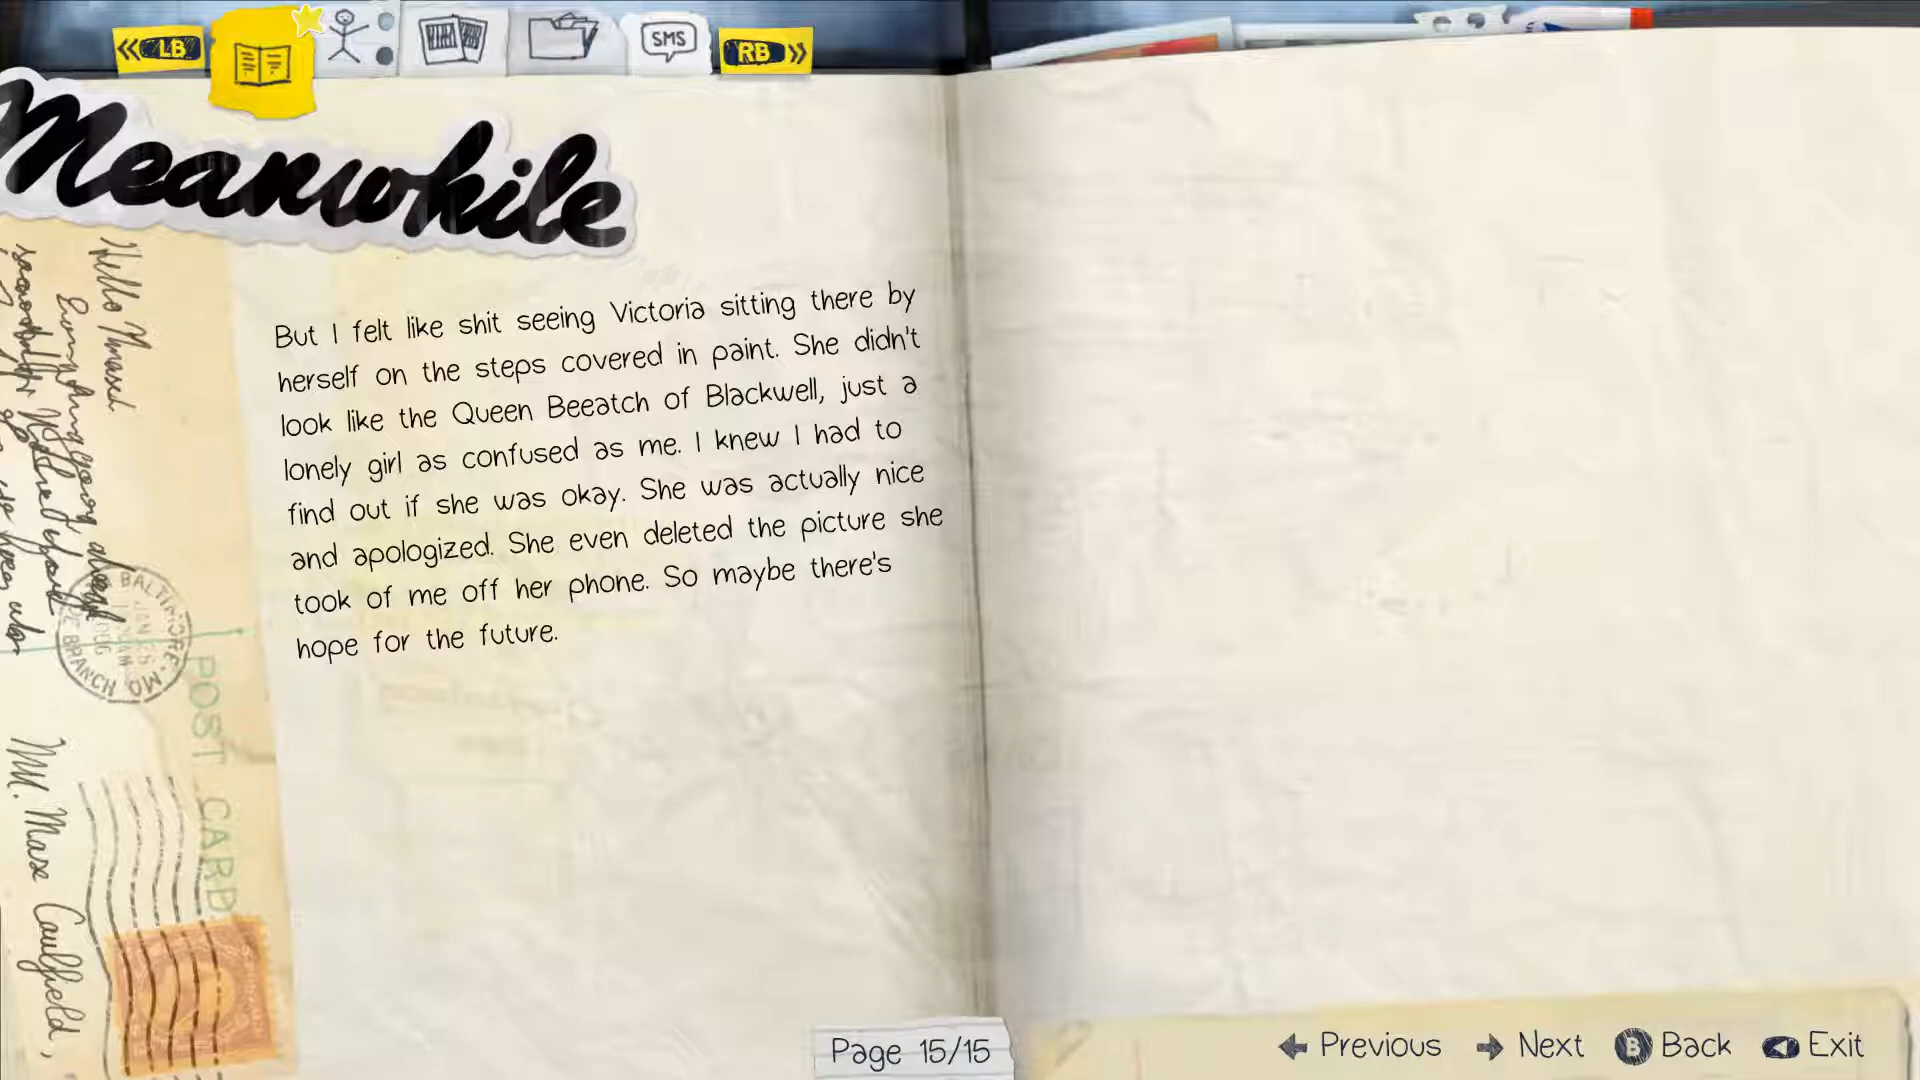 LB
SMS
RB
Meanwhile
But I felt like shit seeing Victoria sitting there by
herself on the steps covered in paint. She didn't
look like the Queen Beeatch of Blackwell, just a
lonely girl as confused as me. I knew I had to
find out if she was okay. She was actually nice
and apologized. She even deleted the picture she
took of me off her phone. So maybe there's
hope for the future.
Hello
BALTIMORE, MD
BRANCH
POST CARD
Max Caulfield,
Page 15/15
Previous
Next
B Back
Exit